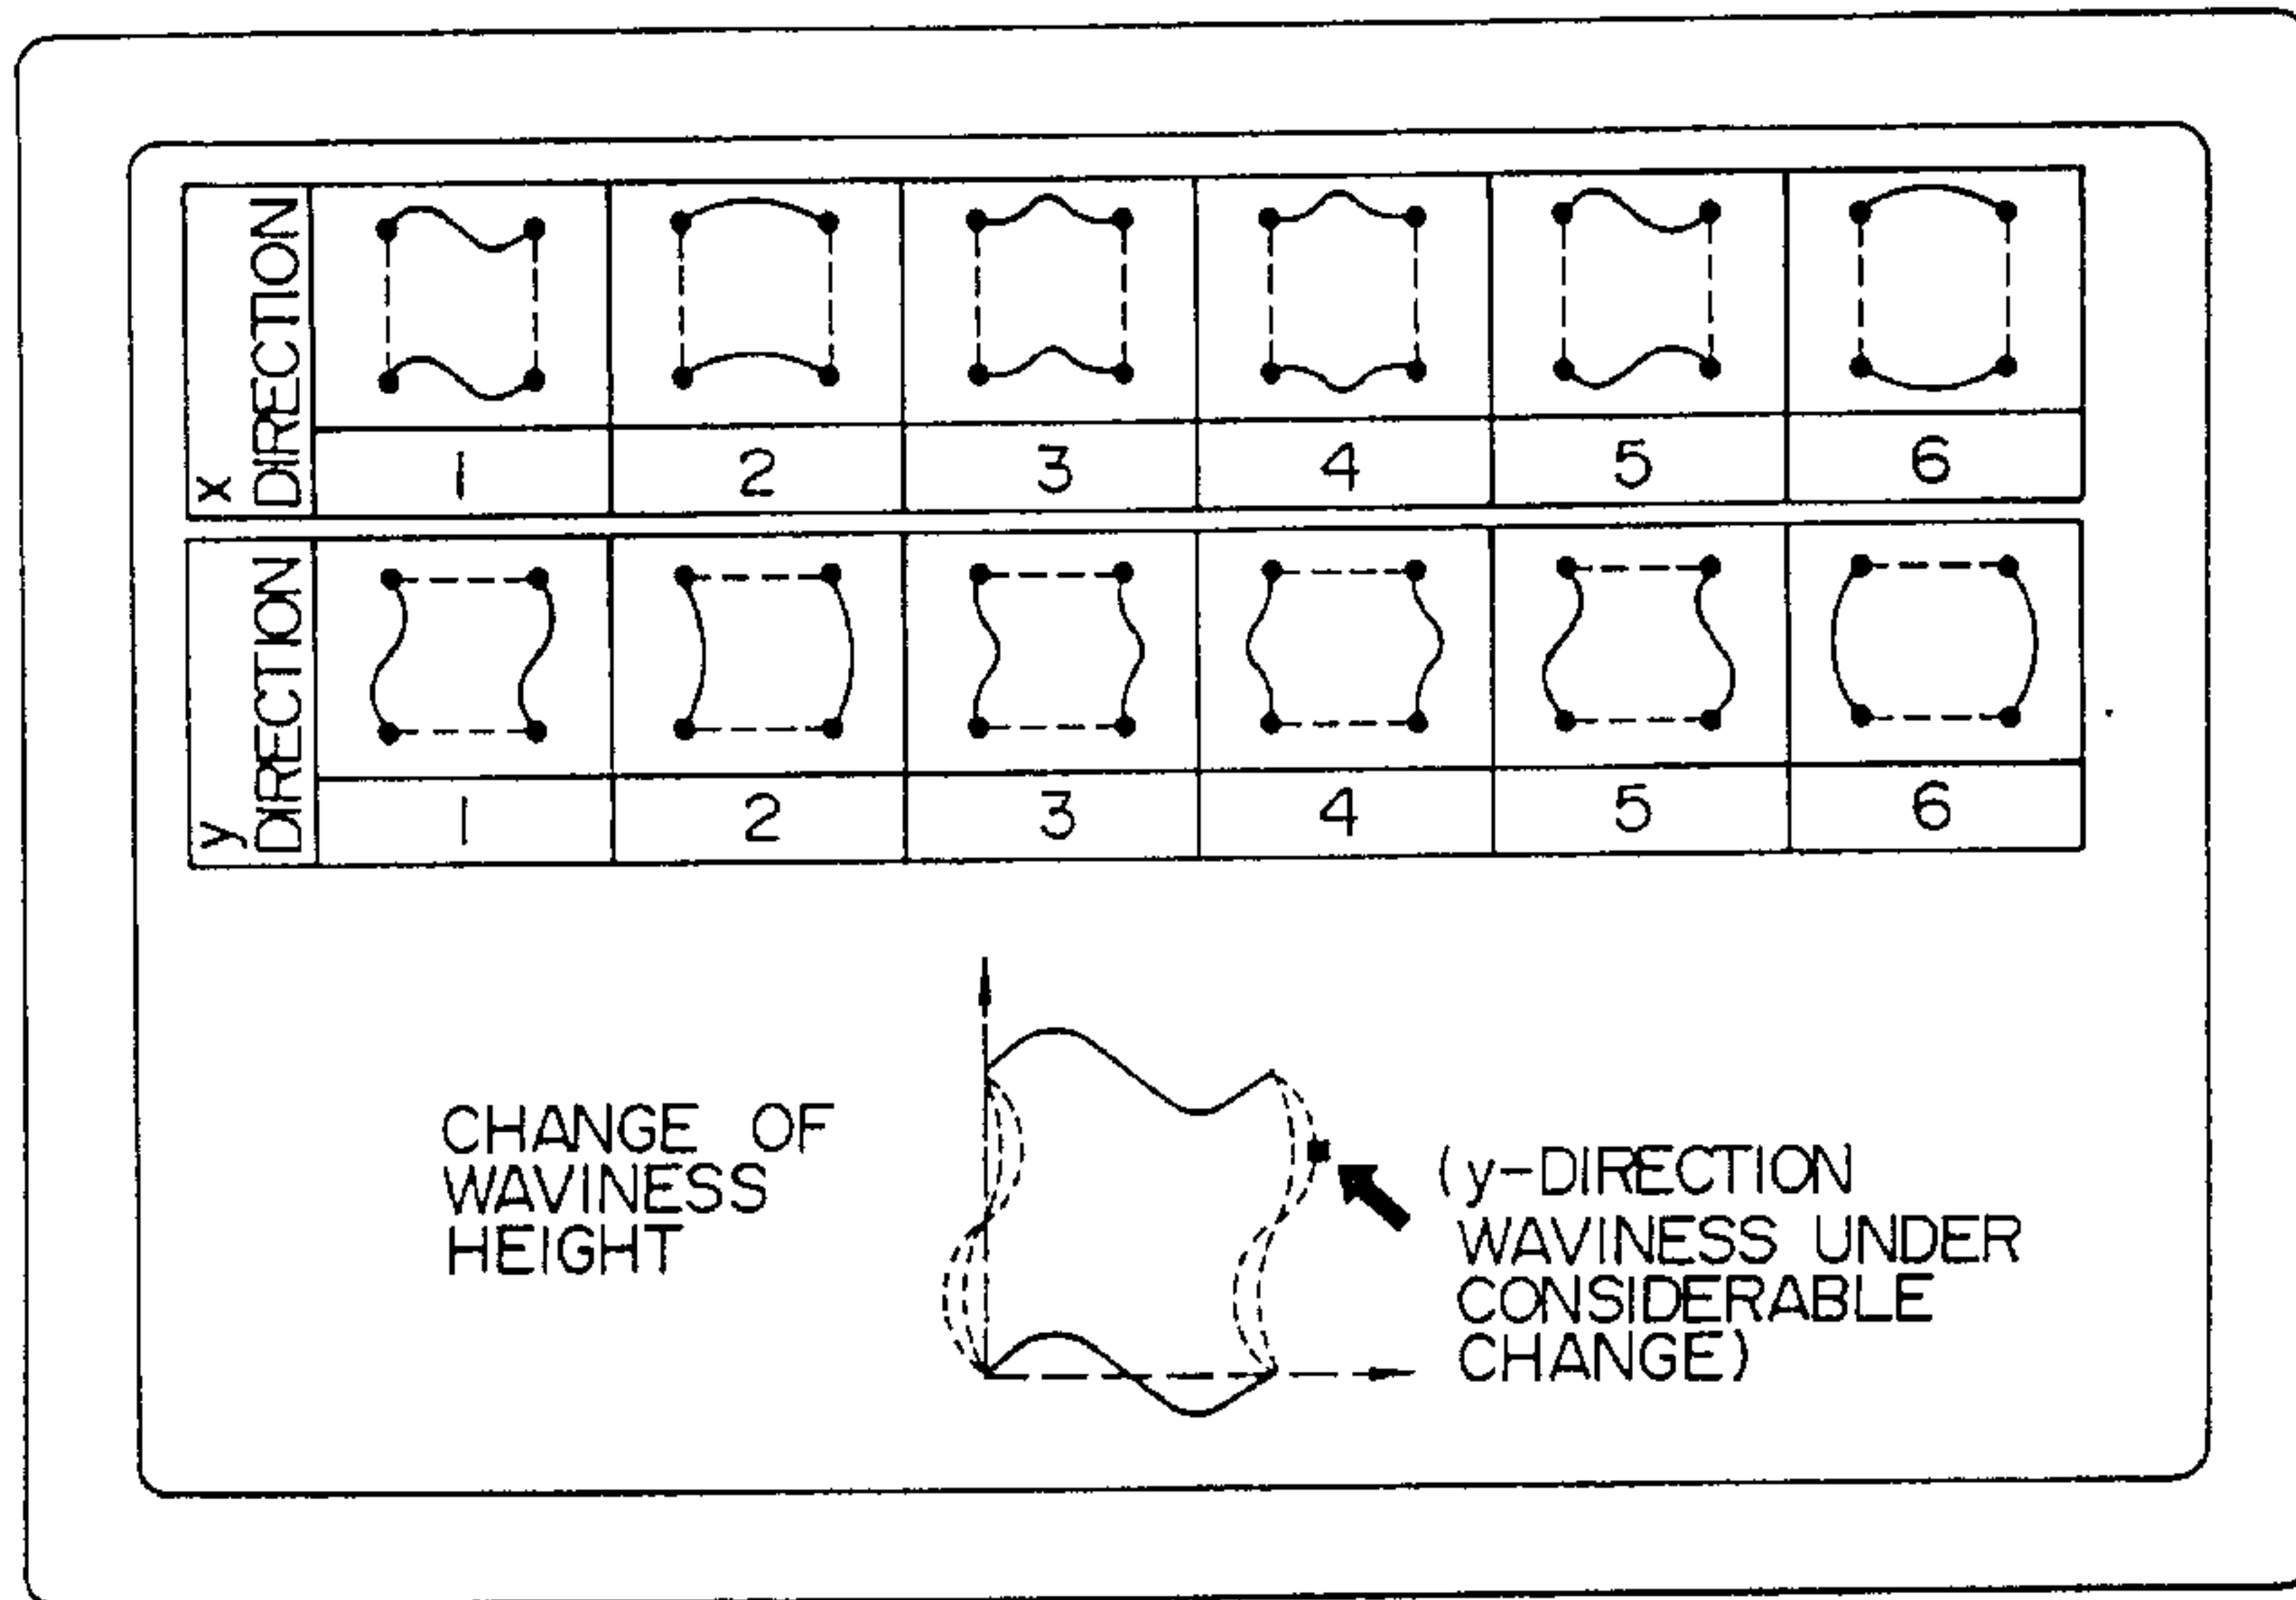 x
DIRECTION
1 2 3 4 5 6
y
DIRECTION
1 2 3 4 5 6
CHANGE OF
WAVINESS
HEIGHT
(y-DIRECTION
WAVINESS UNDER
CONSIDERABLE
CHANGE)